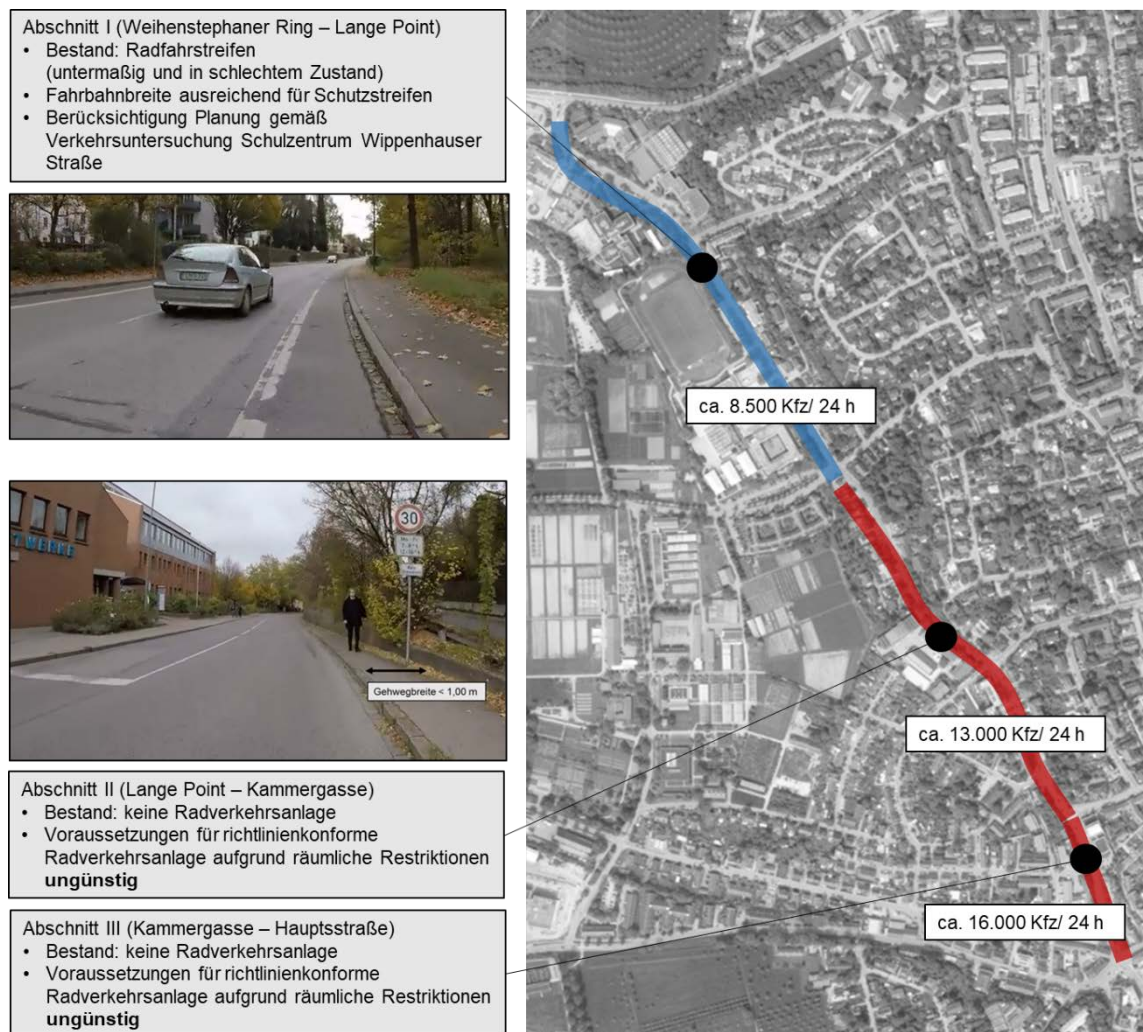 Abschnitt I (Weihenstephaner Ring – Lange Point)
• Bestand: Radfahrstreifen
(untermaßig und in schlechtem Zustand)
• Fahrbahnbreite ausreichend für Schutzstreifen
• Berücksichtigung Planung gemäß
Verkehrsuntersuchung Schulzentrum Wippenhauser
Straße
ca. 8.500 Kfz/ 24 h
TWERKE
30
Gehwegbreite < 1,00 m
ca. 13.000 Kfz/ 24 h
Abschnitt II (Lange Point – Kammergasse)
• Bestand: keine Radverkehrsanlage
• Voraussetzungen für richtlinienkonforme
Radverkehrsanlage aufgrund räumliche Restriktionen
ungünstig
ca. 16.000 Kfz/ 24 h
Abschnitt III (Kammergasse – Hauptstraße)
• Bestand: keine Radverkehrsanlage
• Voraussetzungen für richtlinienkonforme
Radverkehrsanlage aufgrund räumliche Restriktionen
ungünstig